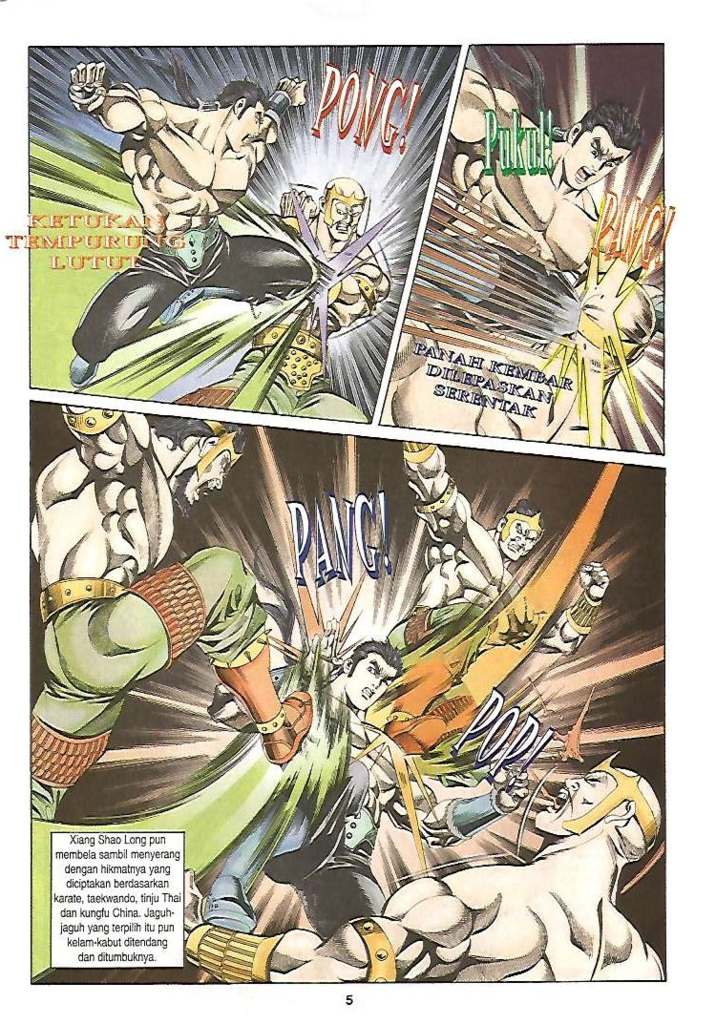 PONG!
KETUKAN
TEMPURUNG
LUTUT
Pukul!
PANG!
PANAH KEMBAR
DILEPASKAN
SERENTAK
PANG!
POP!
Xiang Shao Long pun
membela sambil menyerang
dengan hikmatnya yang
diciptakan berdasarkan
karate, taekwando, tinju Thai
dan kungfu China. Jaguh-
jaguh yang terpilih itu pun
kelam-kabut ditendang
dan ditumbuknya.
5